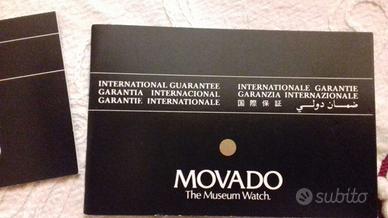 INTERNATIONAL GUARANTEE
GARANTIA INTERNACIONAL
GARANTIE INTERNATIONALE
INTERNATIONALE GARANTIE
GARANZIA INTERNAZIONALE
国際保証 ضمان دولي
MOVADO
The Museum Watch.
subito